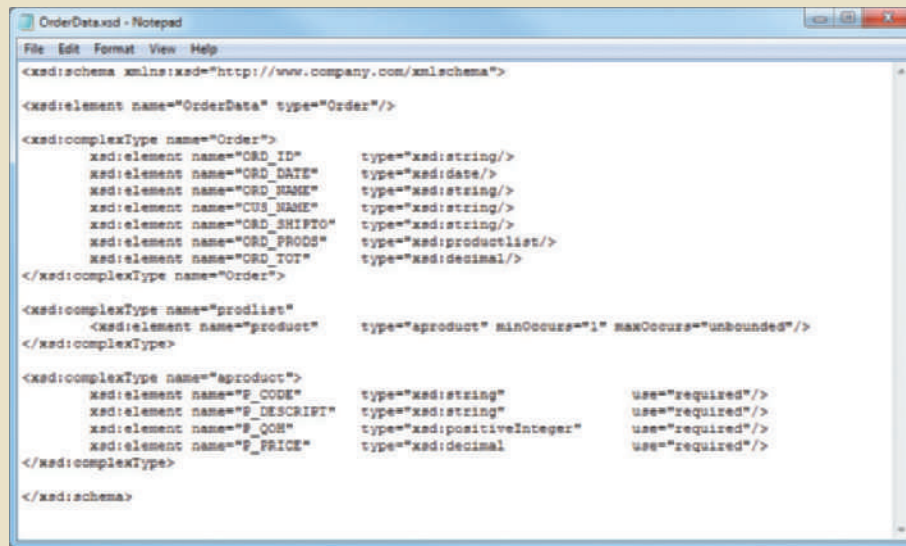 OrderData.xsd - Notepad
File Edit Format View Help
<xsd:schema xmlns:xsd="http://www.company.com/xmlschema">
<xsd:element name="OrderData" type="Order"/>
<xsd:complexType name="Order">
xsd:element name="ORD_ID" type="xsd:string/>
xsd:element name="ORD_DATE" type="xsd:date/>
xsd:element name="ORD_NAME" type="xsd:string/>
xsd:element name="CUS_NAME" type="xsd:string/>
xsd:element name="ORD_SHIPTO" type="xsd:string/>
xsd:element name="ORD_PRODS" type="xsd:productlist/>
xsd:element name="ORD_TOT" type="xsd:decimal/>
</xsd:complexType name="Order">
<xsd:complexType name="prodlist"
<xsd:element name="product" type="aproduct" minOccurs="1" maxOccurs="unbounded"/>
</xsd:complexType>
<xsd:complexType name="aproduct">
xsd:element name="P_CODE" type="xsd:string" use="required"/>
xsd:element name="P_DESCRIPT" type="xsd:string" use="required"/>
xsd:element name="P_QOH" type="xsd:positiveInteger" use="required"/>
xsd:element name="P_PRICE" type="xsd:decimal use="required"/>
</xsd:complexType>
</xsd:schema>